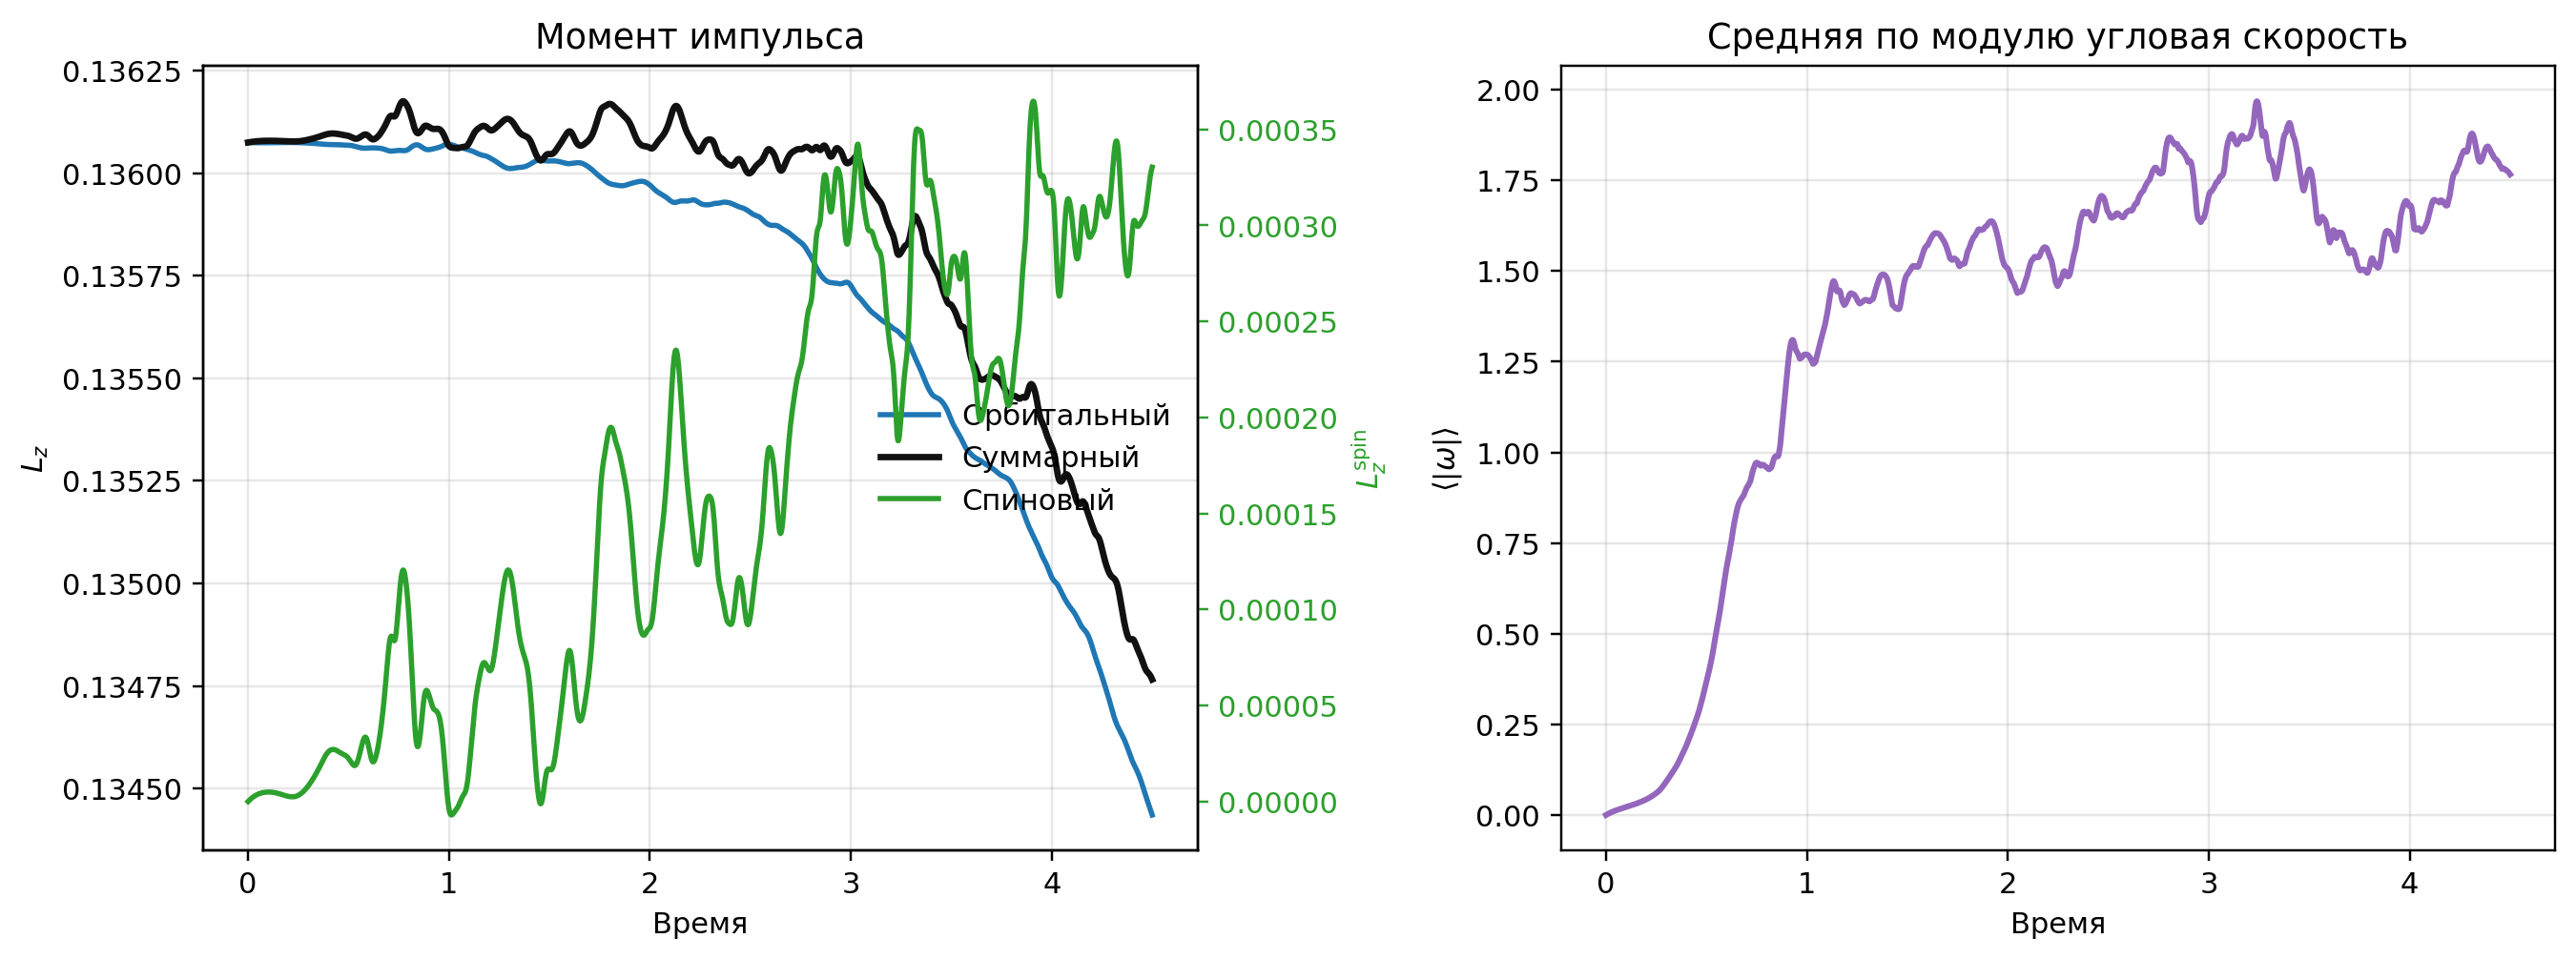 Момент импульса
0.13625
0.13600
0.13575
0.13550
0.13525
0.13500
0.13475
0.13450
L_z
0 1 2 3 4
Время
Орбитальный
Суммарный
Спиновый
0.00035
0.00030
0.00025
0.00020
0.00015
0.00010
0.00005
0.00000
L_z^spin
Средняя по модулю угловая скорость
2.00
1.75
1.50
1.25
1.00
0.75
0.50
0.25
0.00
⟨|ω|⟩
0 1 2 3 4
Время